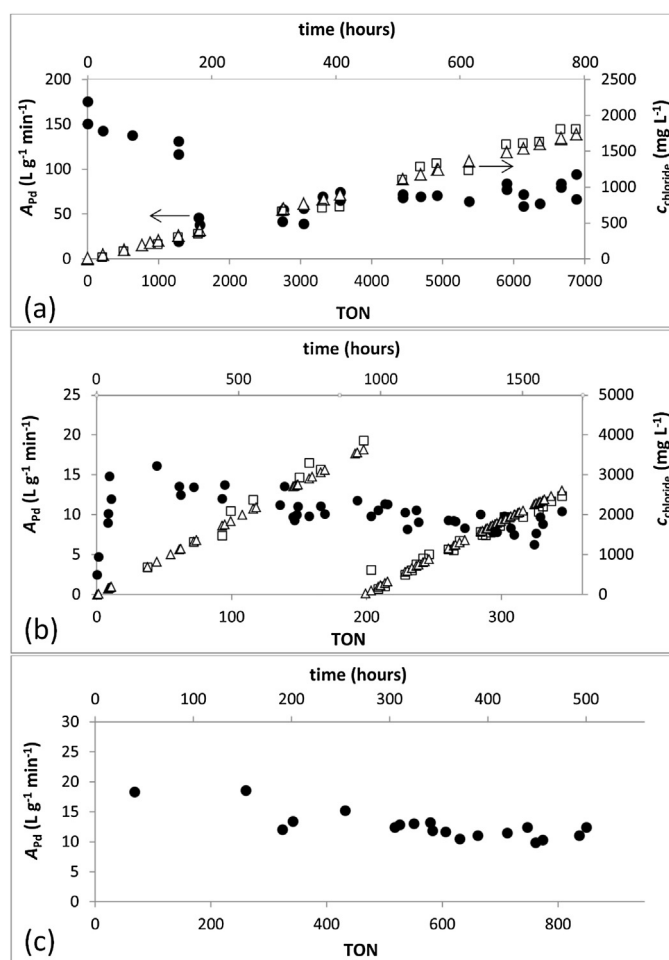 time (hours)
0 200 400 600 800
200 2500
150 2000
100 1500
50 1000
0 500
0
A_Pd (L g⁻¹ min⁻¹)
c_chloride (mg L⁻¹)
0 1000 2000 3000 4000 5000 6000 7000
(a) TON
time (hours)
0 500 1000 1500
25 5000
20 4000
15 3000
10 2000
5 1000
0 0
A_Pd (L g⁻¹ min⁻¹)
c_chloride (mg L⁻¹)
0 100 200 300
(b) TON
time (hours)
0 100 200 300 400 500
30
25
20
15
10
5
0
A_Pd (L g⁻¹ min⁻¹)
0 200 400 600 800
(c) TON